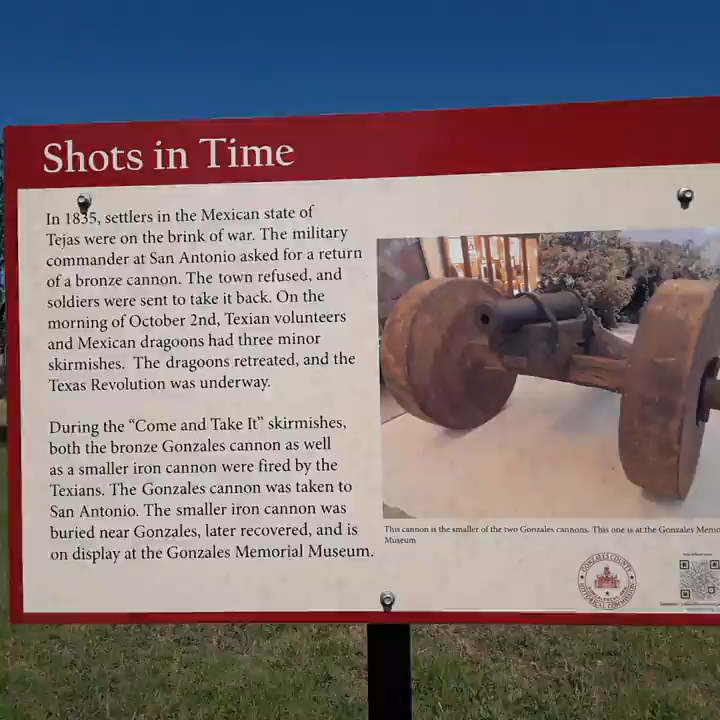 Shots in Time
In 1835, settlers in the Mexican state of
Tejas were on the brink of war. The military
commander at San Antonio asked for a return
of a bronze cannon. The town refused, and
soldiers were sent to take it back. On the
morning of October 2nd, Texian volunteers
and Mexican dragoons had three minor
skirmishes. The dragoons retreated, and the
Texas Revolution was underway.
During the “Come and Take It” skirmishes,
both the bronze Gonzales cannon as well
as a smaller iron cannon were fired by the
Texians. The Gonzales cannon was taken to
San Antonio. The smaller iron cannon was
buried near Gonzales, later recovered, and is
on display at the Gonzales Memorial Museum.
This cannon is the smaller of the two Gonzales cannons. This one is at the Gonzales Memo
Museum
GONZALES COUNTY
HISTORICAL COMMISSION